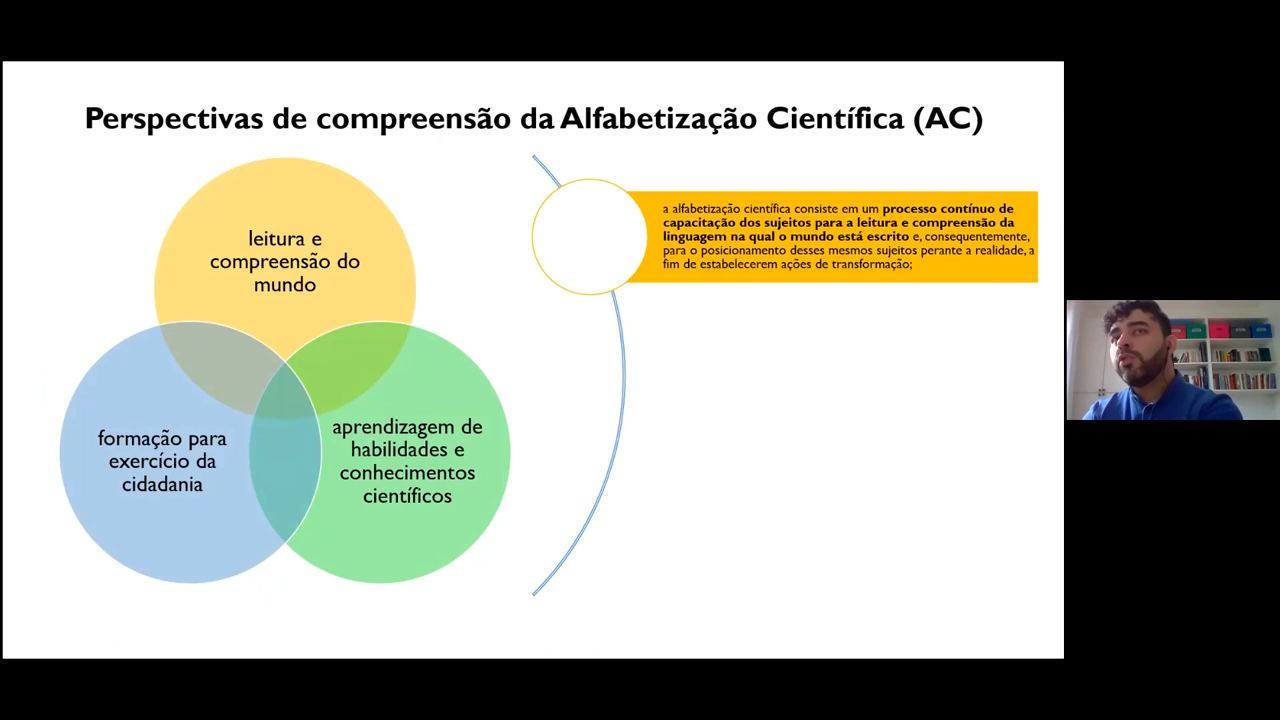 Perspectivas de compreensão da Alfabetização Científica (AC)
leitura e
compreensão do
mundo
formação para
exercício da
cidadania
aprendizagem de
habilidades e
conhecimentos
científicos
a alfabetização científica consiste em um processo contínuo de
capacitação dos sujeitos para a leitura e compreensão da
linguagem na qual o mundo está escrito e, consequentemente,
para o posicionamento desses mesmos sujeitos perante a realidade, a
fim de estabelecerem ações de transformação;